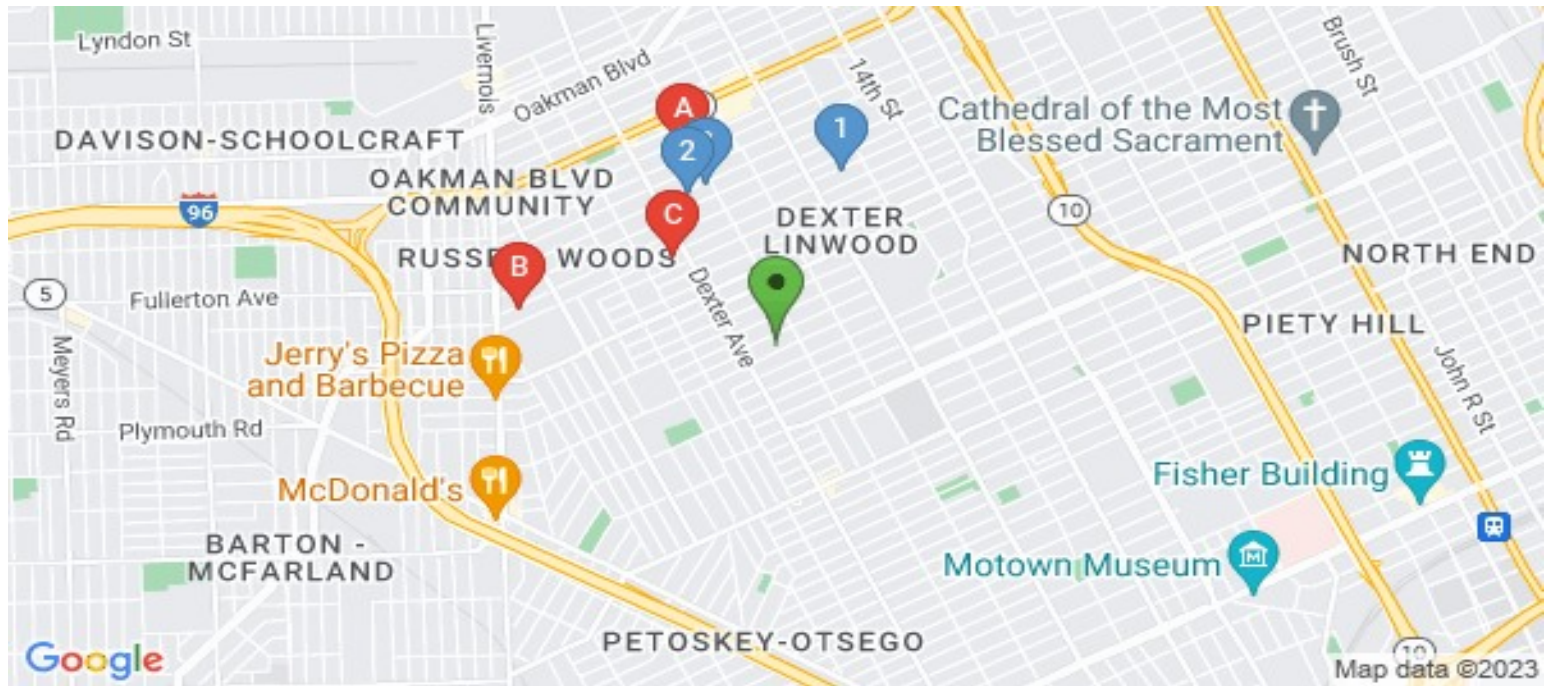 Lyndon St
Livernois
Oakman Blvd
14th St
Brush St
A
1
2
Cathedral of the Most
Blessed Sacrament
DAVISON-SCHOOLCRAFT
OAKMAN BLVD
COMMUNITY
96
C
10
DEXTER
LINWOOD
RUSSE
WOODS
B
NORTH END
5
Fullerton Ave
Dexter Ave
PIETY HILL
Meyers Rd
Jerry's Pizza
and Barbecue
John R St
Plymouth Rd
McDonald's
Fisher Building
BARTON -
MCFARLAND
Motown Museum
M
PETOSKEY-OTSEGO
10
Google
Map data ©2023